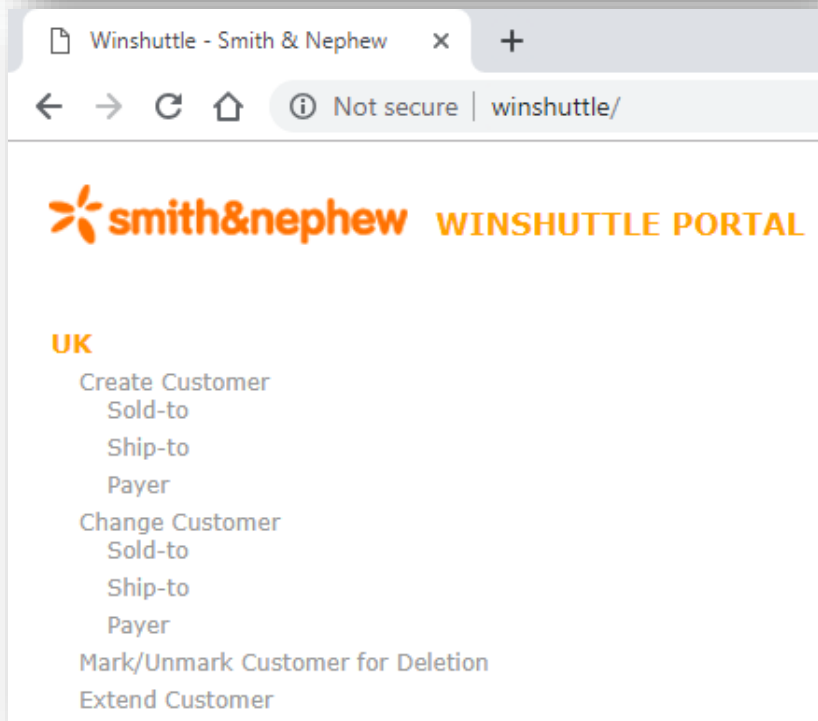 Winshuttle - Smith & Nephew
Not secure | winshuttle/
smith&nephew WINSHUTTLE PORTAL
UK
Create Customer
Sold-to
Ship-to
Payer
Change Customer
Sold-to
Ship-to
Payer
Mark/Unmark Customer for Deletion
Extend Customer